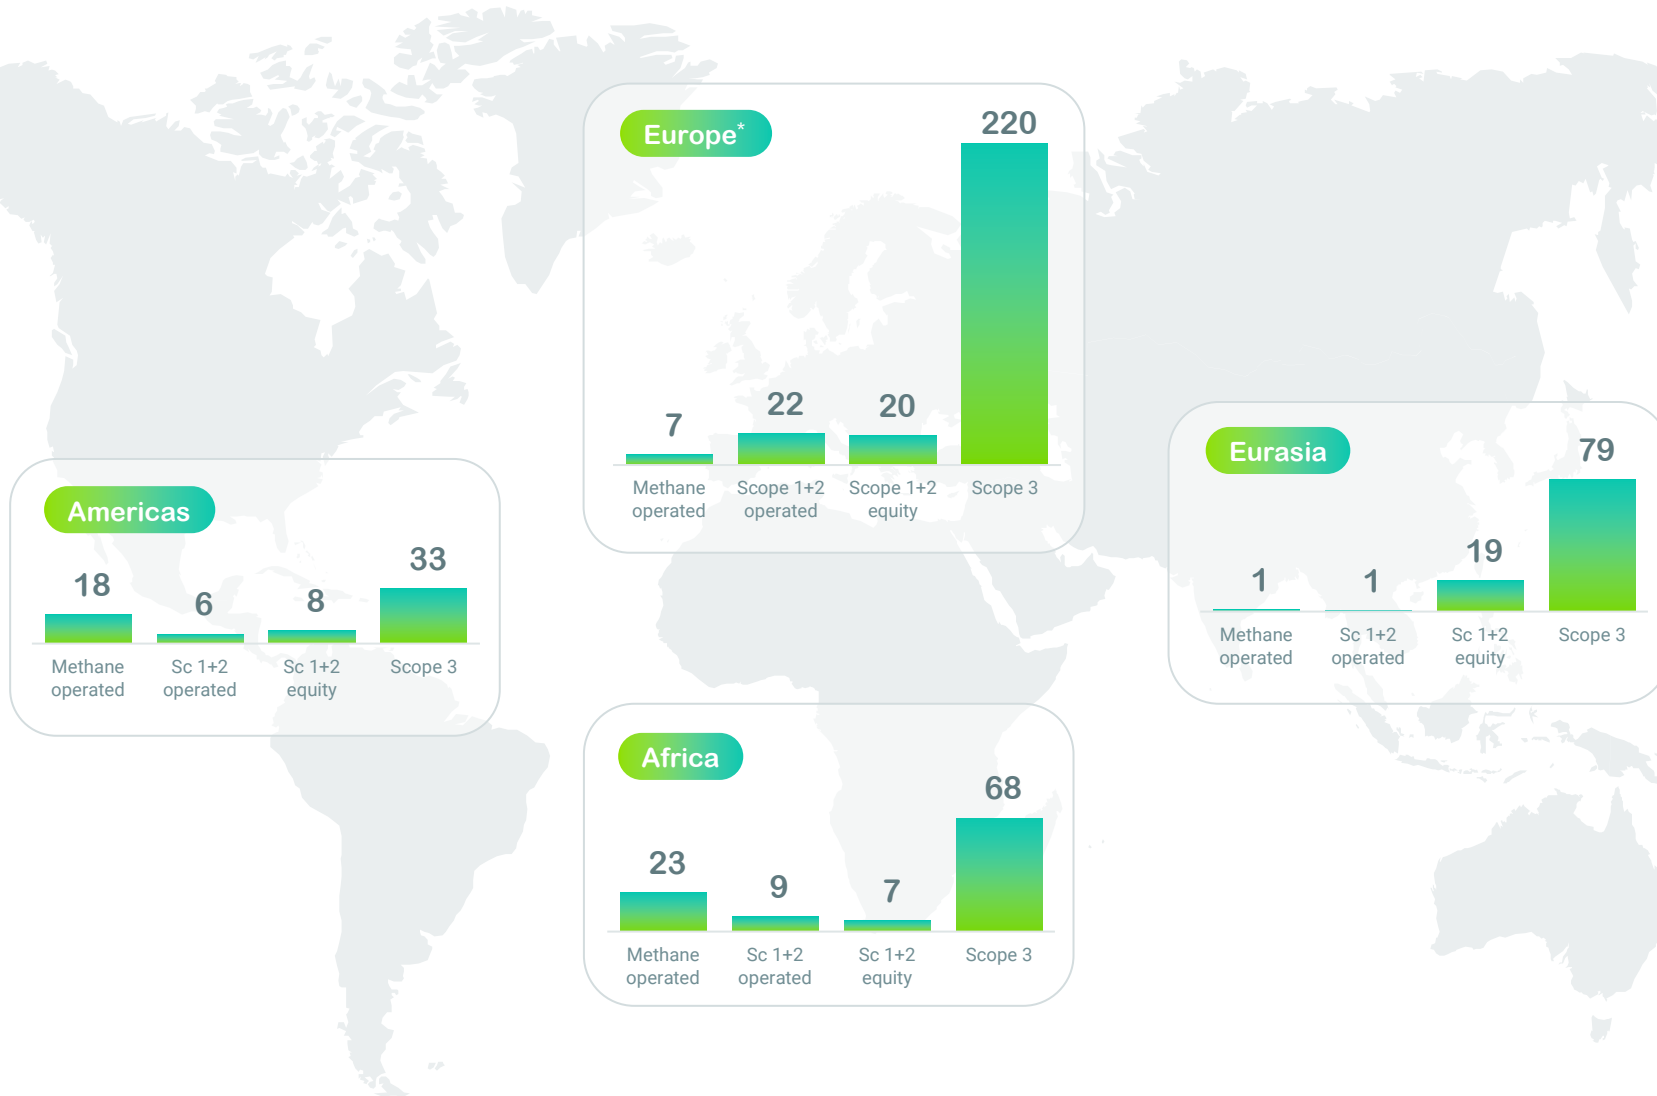 Europe*
220
7
22
20
Methane operated
Scope 1+2 operated
Scope 1+2 equity
Scope 3
Americas
18
6
8
33
Methane operated
Sc 1+2 operated
Sc 1+2 equity
Scope 3
Eurasia
1
1
19
79
Methane operated
Sc 1+2 operated
Sc 1+2 equity
Scope 3
Africa
23
9
7
68
Methane operated
Sc 1+2 operated
Sc 1+2 equity
Scope 3